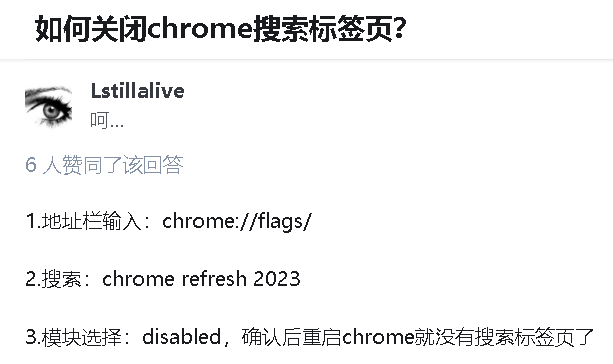 如何关闭chrome搜索标签页?
Lstillalive
呵...
6 人赞同了该回答
1.地址栏输入：chrome://flags/
2.搜索：chrome refresh 2023
3.模块选择：disabled，确认后重启chrome就没有搜索标签页了